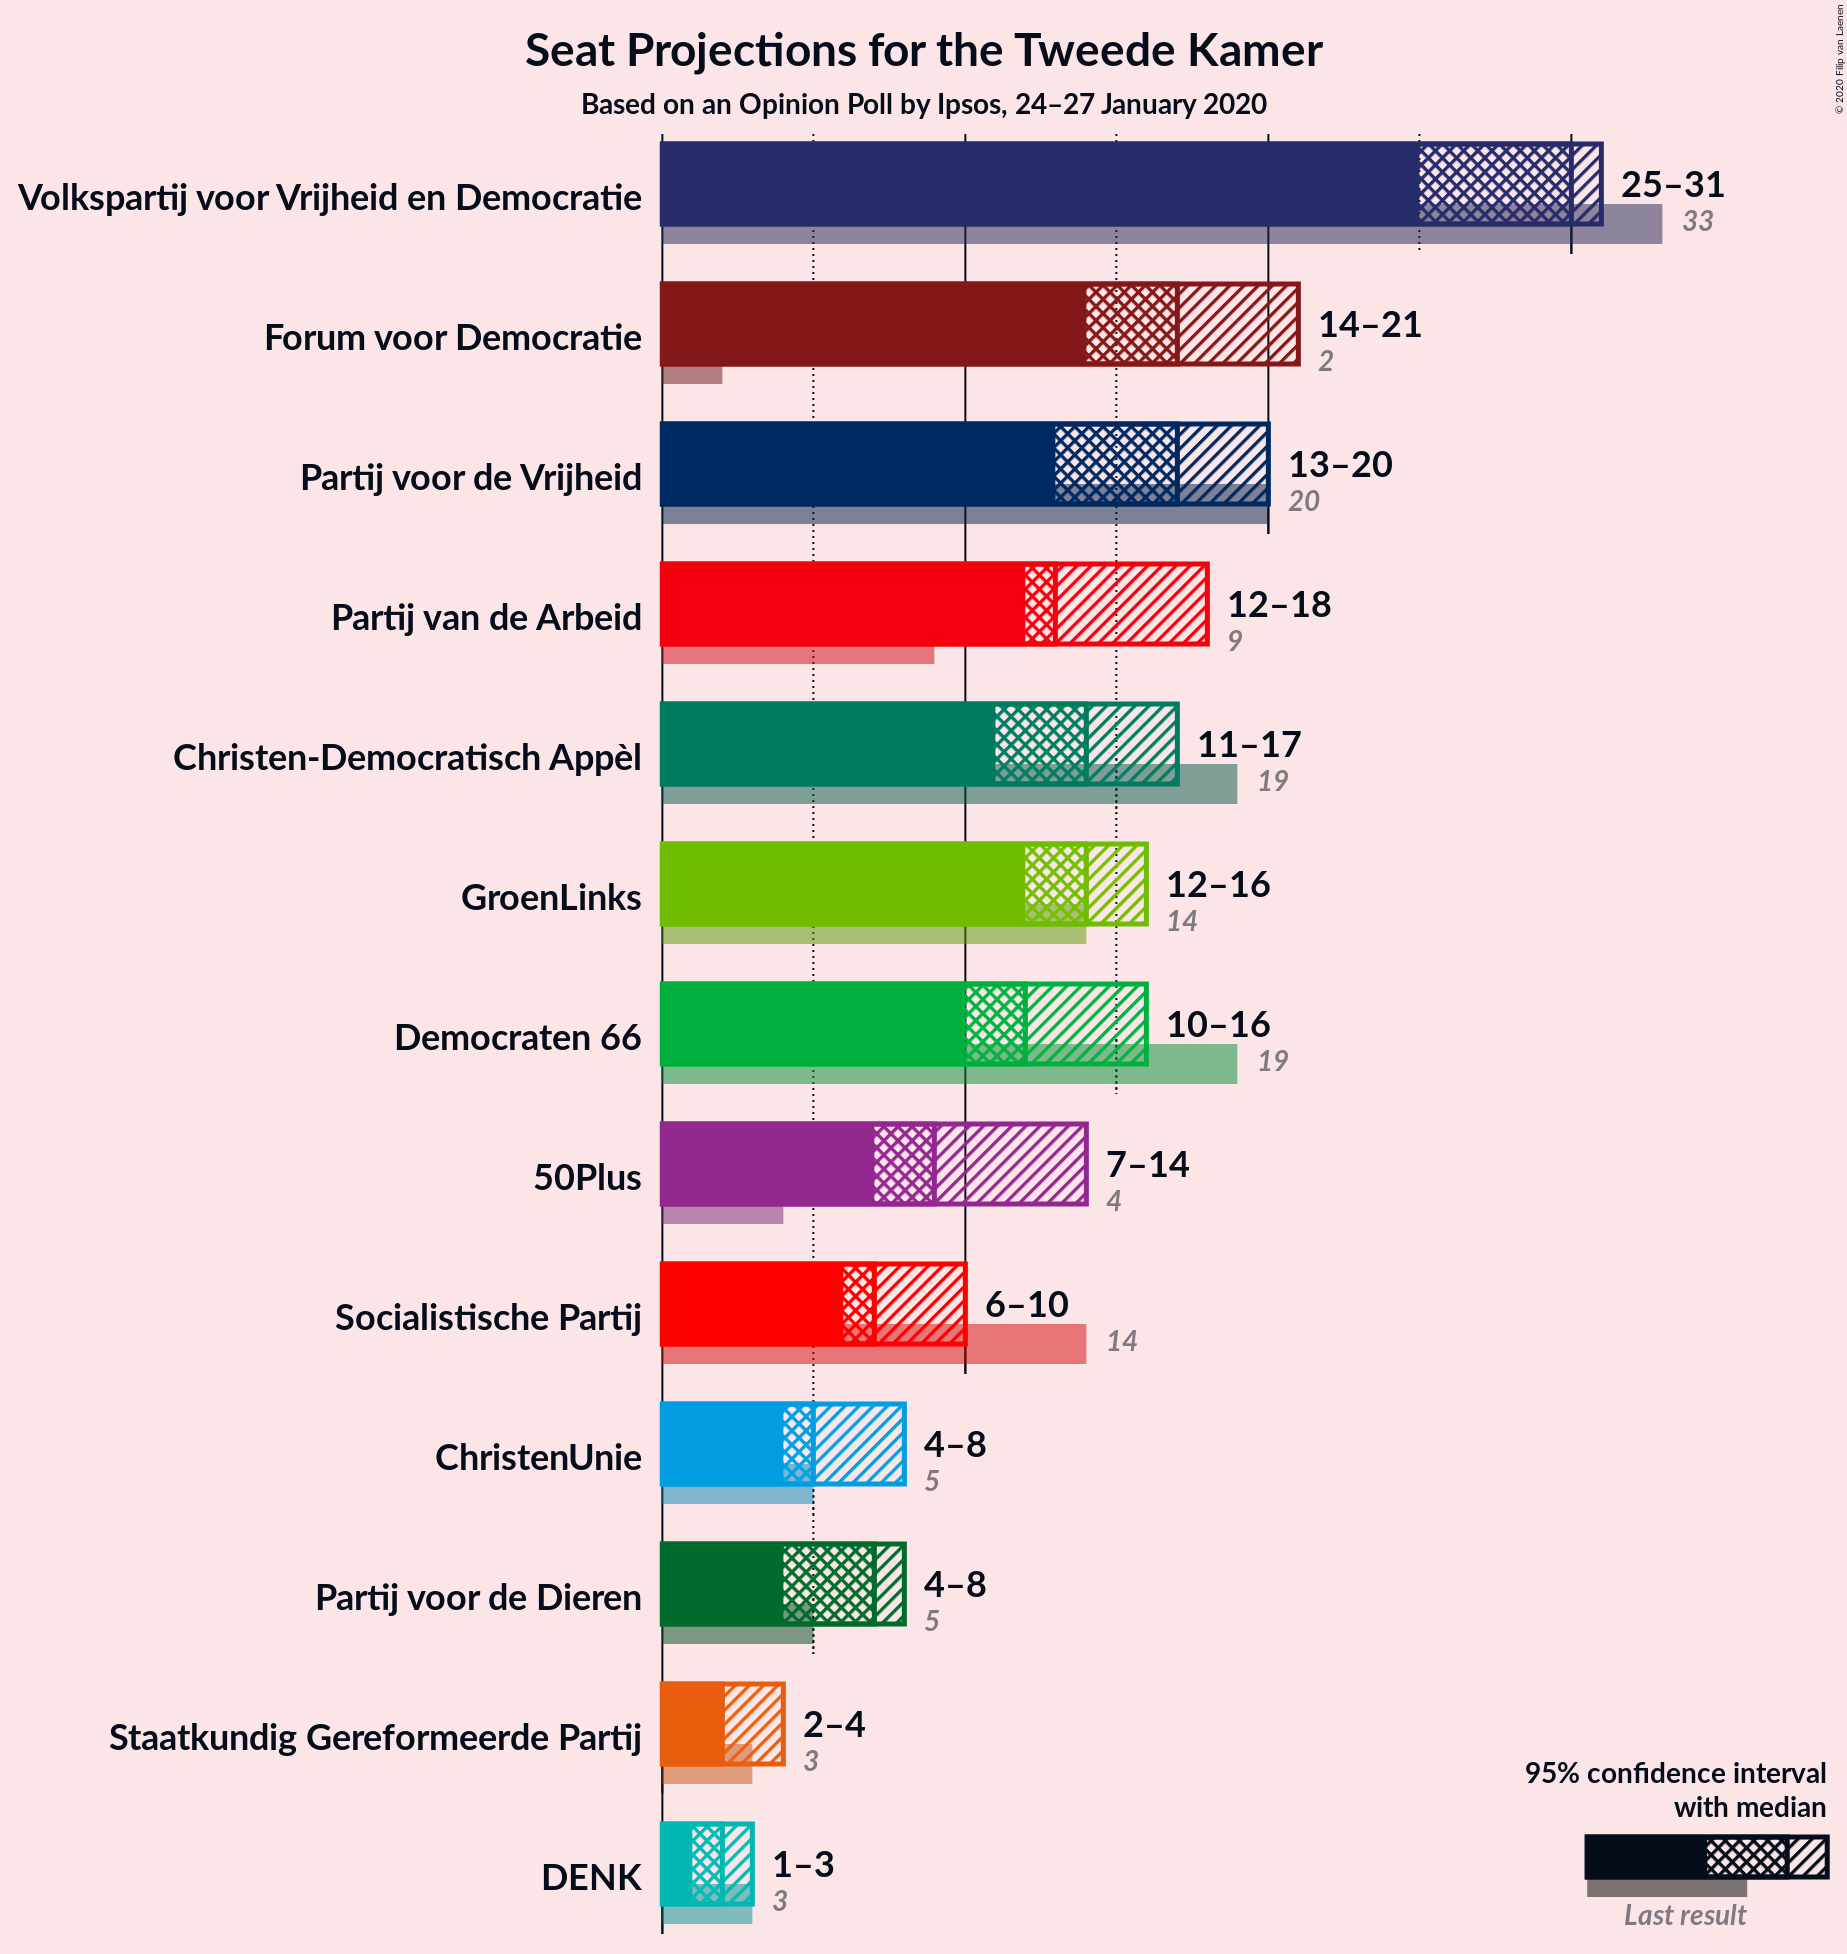 Seat Projections for the Tweede Kamer
Based on an Opinion Poll by Ipsos, 24–27 January 2020
© 2020 Filip van Laenen
Volkspartij voor Vrijheid en Democratie
25–31
33
Forum voor Democratie
14–21
2
Partij voor de Vrijheid
13–20
20
Partij van de Arbeid
12–18
9
Christen-Democratisch Appèl
11–17
19
GroenLinks
12–16
14
Democraten 66
10–16
19
50Plus
7–14
4
Socialistische Partij
6–10
14
ChristenUnie
4–8
5
Partij voor de Dieren
4–8
5
Staatkundig Gereformeerde Partij
2–4
3
DENK
1–3
3
95% confidence interval
with median
Last result